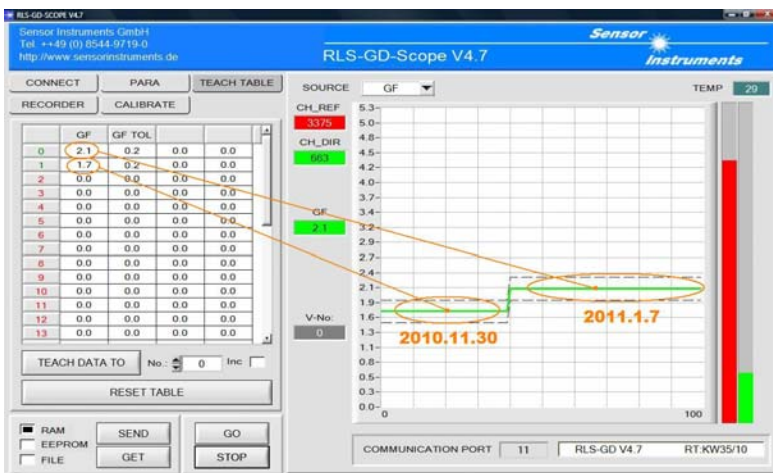 RLS-GD-SCOPE V4.7
Sensor Instruments GmbH
Tel. ++49 (0) 8544-9719-0
http://www.sensorinstruments.de
RLS-GD-Scope V4.7
Sensor
Instruments
CONNECT PARA TEACH TABLE
RECORDER CALIBRATE
GF GF TOL
0 2.1 0.2 0.0 0.0
1 1.7 0.2 0.0 0.0
2 0.0 0.0 0.0 0.0
3 0.0 0.0 0.0 0.0
4 0.0 0.0 0.0 0.0
5 0.0 0.0 0.0 0.0
6 0.0 0.0 0.0 0.0
7 0.0 0.0 0.0 0.0
8 0.0 0.0 0.0 0.0
9 0.0 0.0 0.0 0.0
10 0.0 0.0 0.0 0.0
11 0.0 0.0 0.0 0.0
12 0.0 0.0 0.0 0.0
13 0.0 0.0 0.0 0.0
TEACH DATA TO No.: 0 Inc
RESET TABLE
RAM
EEPROM
FILE
SEND GO
GET STOP
SOURCE GF TEMP 29
CH_REF
3375
CH_DIR
663
GF
2.1
V-No:
0
5.3-
5.0-
4.8-
4.5-
4.2-
4.0-
3.7-
3.4-
3.2-
2.9-
2.7-
2.4-
2.1-
1.9-
1.6-
1.3-
1.1-
0.8-
0.5-
0.3-
0.0-
0 100
2010.11.30
2011.1.7
COMMUNICATION PORT 11 RLS-GD V4.7 RT:KW35/10